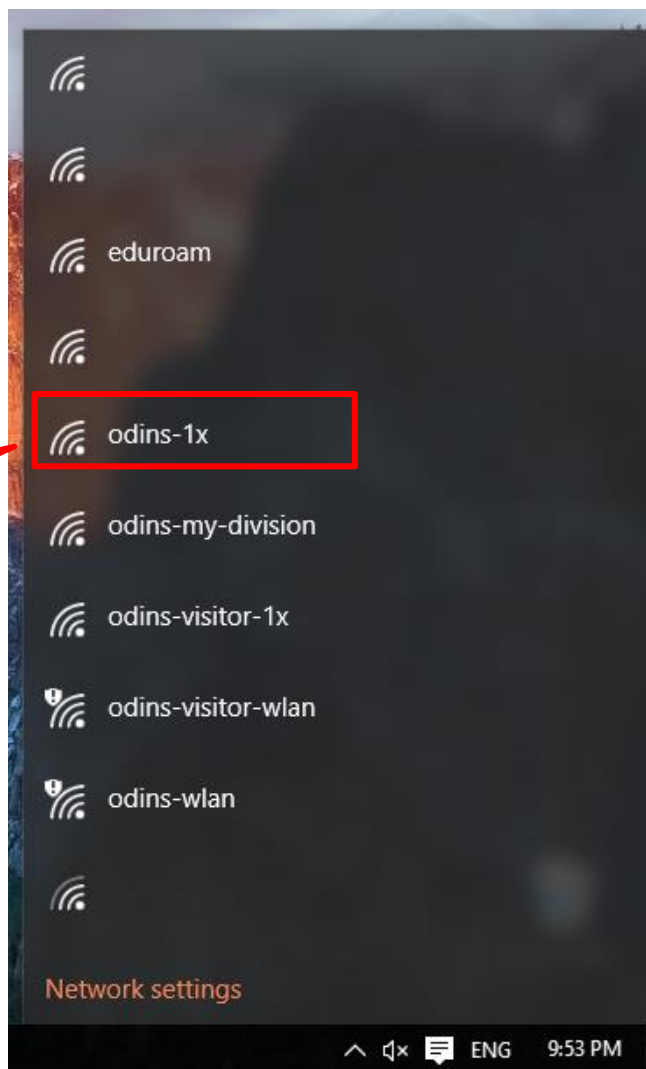 eduroam
odins-1x
odins-my-division
odins-visitor-1x
odins-visitor-wlan
odins-wlan
Network settings
ENG 9:53 PM